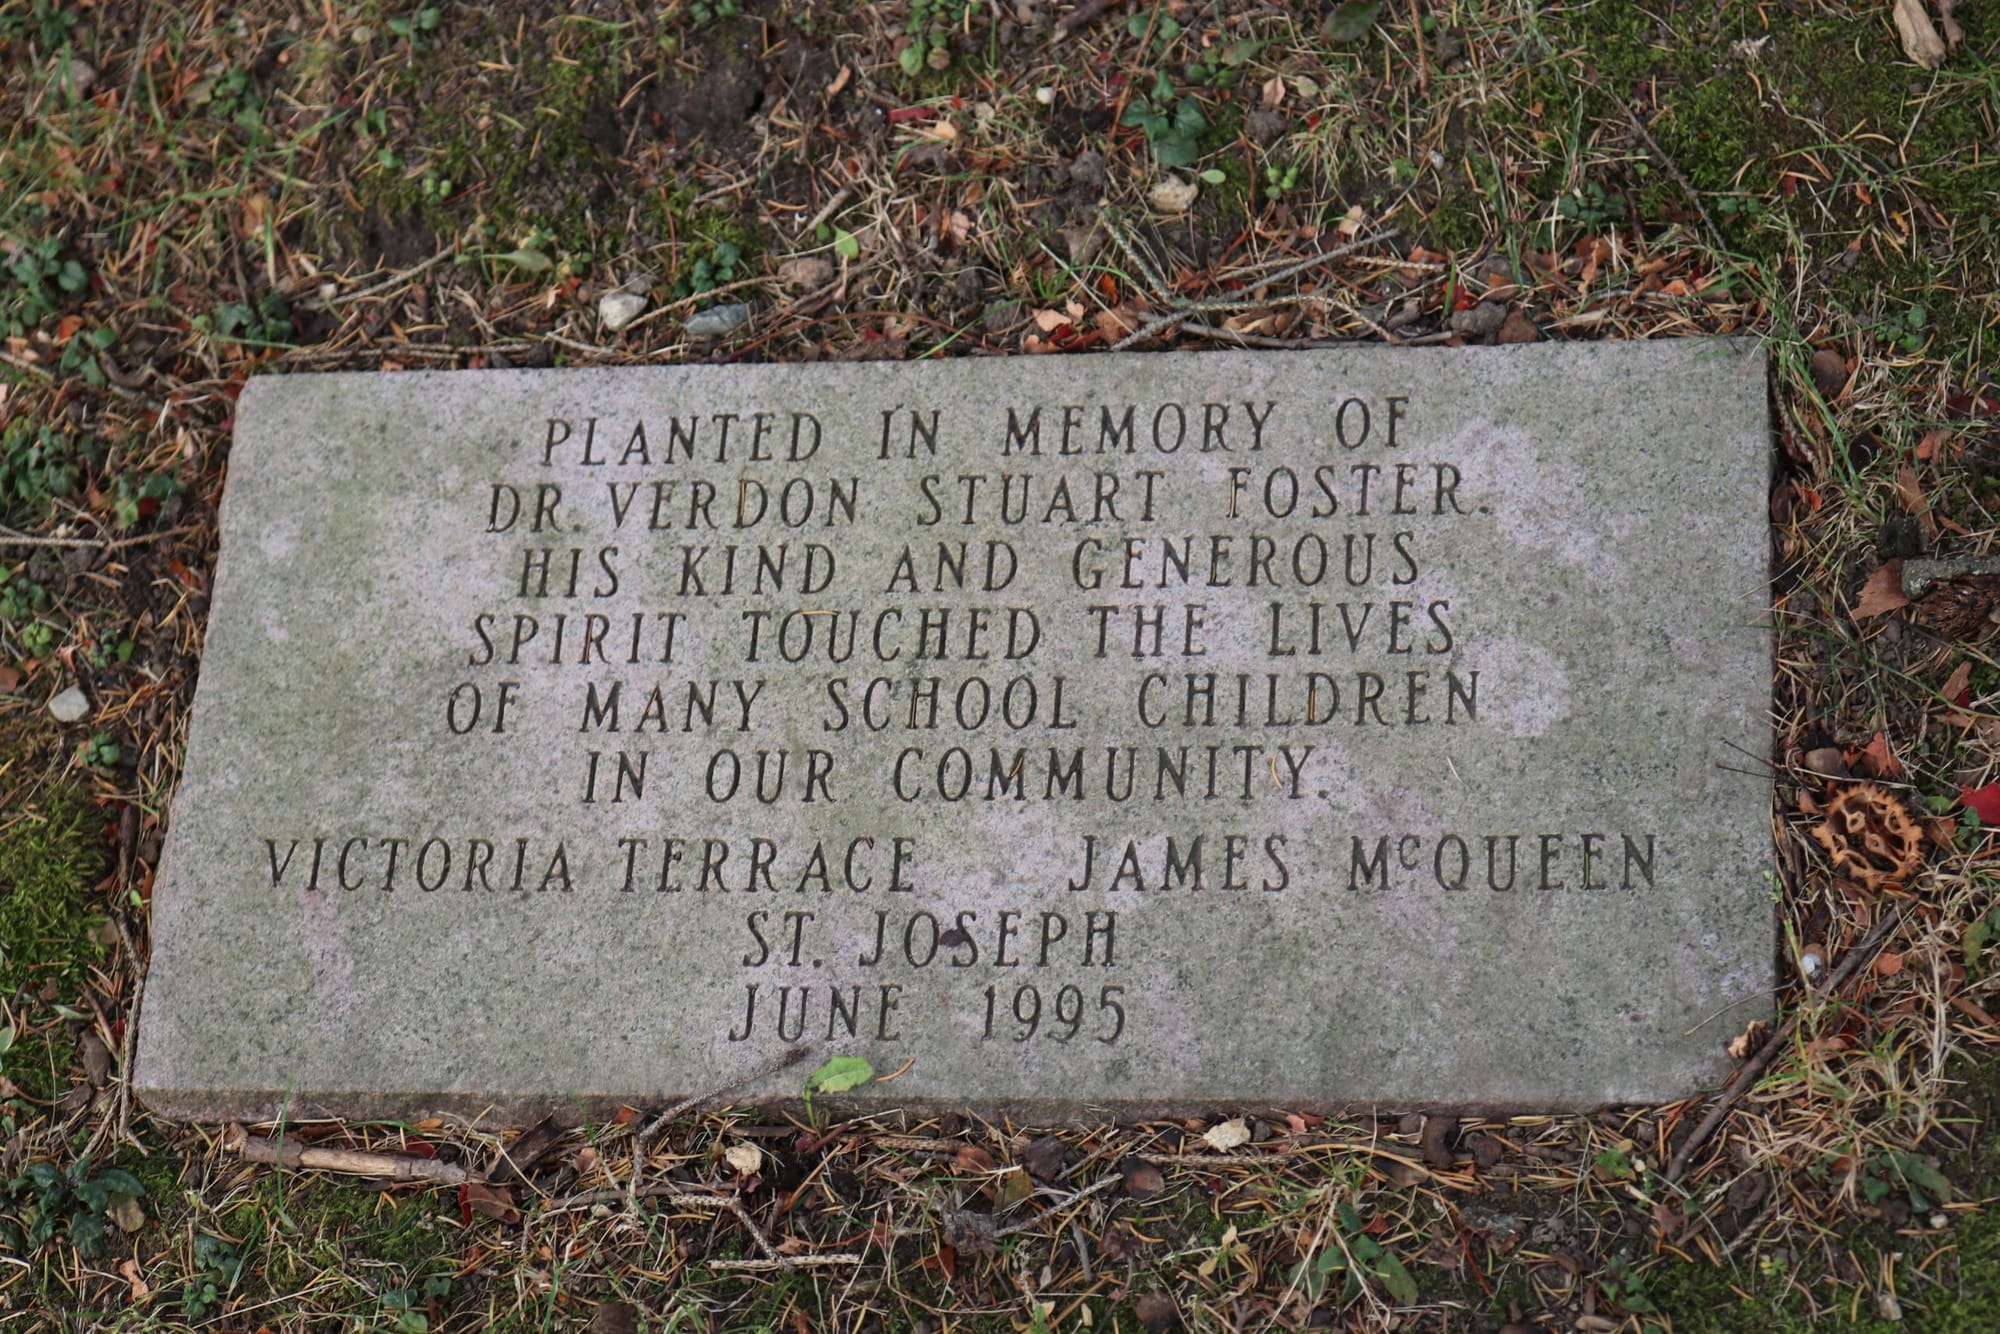 PLANTED IN MEMORY OF
DR. VERDON STUART FOSTER.
HIS KIND AND GENEROUS
SPIRIT TOUCHED THE LIVES
OF MANY SCHOOL CHILDREN
IN OUR COMMUNITY.
VICTORIA TERRACE JAMES McQUEEN
ST. JOSEPH
JUNE 1995